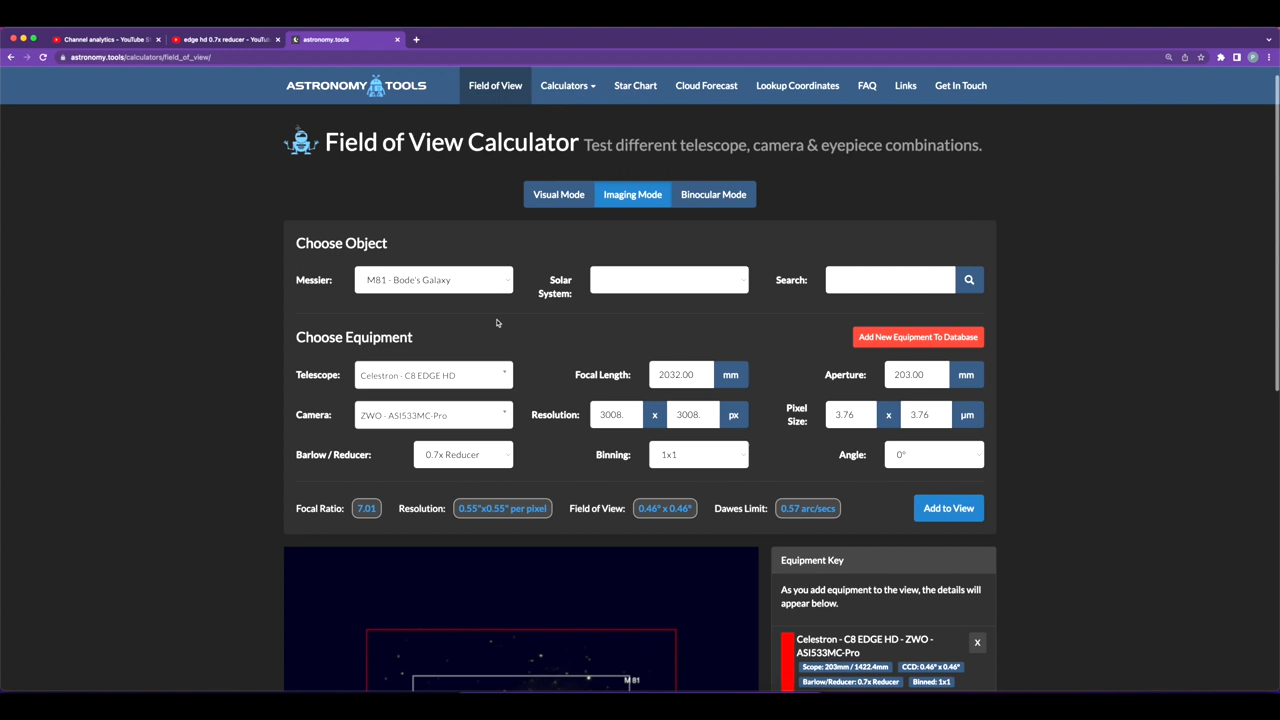 Channel analytics - YouTube St
edge hd 0.7x reducer - YouTub
astronomy.tools
astronomy.tools/calculators/field_of_view/
P
ASTRONOMY TOOLS
Field of View
Calculators
Star Chart
Cloud Forecast
Lookup Coordinates
FAQ
Links
Get In Touch
Field of View Calculator Test different telescope, camera & eyepiece combinations.
Visual Mode
Imaging Mode
Binocular Mode
Choose Object
Messier:
M81 - Bode's Galaxy
Solar
System:
Search:
Choose Equipment
Add New Equipment To Database
Telescope:
Celestron - C8 EDGE HD
Focal Length:
2032.00
mm
Aperture:
203.00
mm
Camera:
ZWO - ASI533MC-Pro
Resolution:
3008.
x
3008.
px
Pixel
Size:
3.76
x
3.76
µm
Barlow / Reducer:
0.7x Reducer
Binning:
1x1
Angle:
0°
Focal Ratio:
7.01
Resolution:
0.55"x0.55" per pixel
Field of View:
0.46° x 0.46°
Dawes Limit:
0.57 arc/secs
Add to View
M 81
Equipment Key
As you add equipment to the view, the details will
appear below.
Celestron - C8 EDGE HD - ZWO -
ASI533MC-Pro
X
Scope: 203mm / 1422.4mm
CCD: 0.46° x 0.46°
Barlow/Reducer: 0.7x Reducer
Binned: 1x1